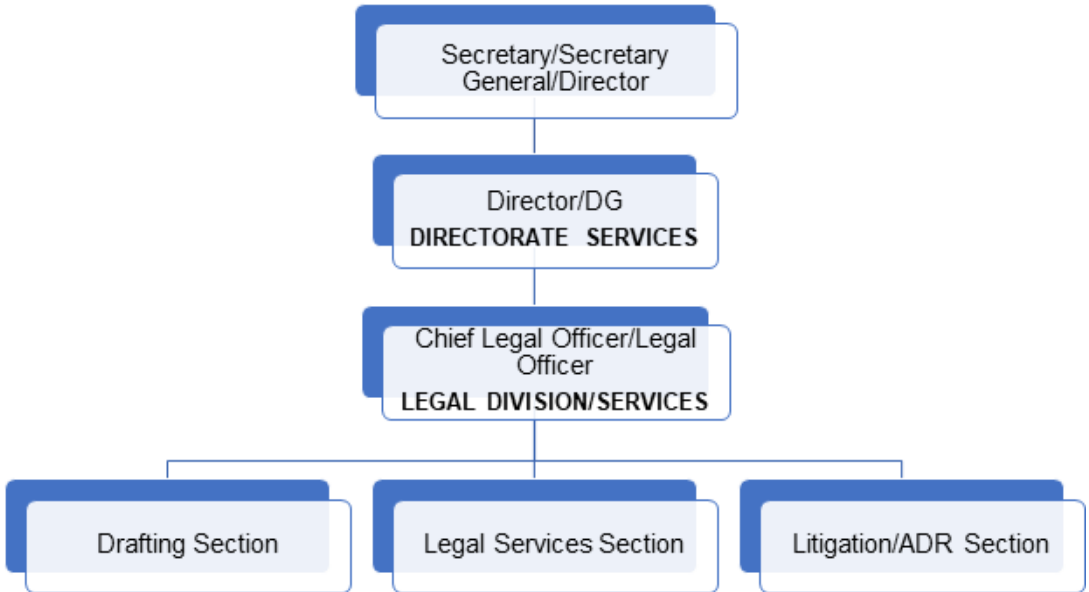 Secretary/Secretary
General/Director
Director/DG
DIRECTORATE SERVICES
Chief Legal Officer/Legal
Officer
LEGAL DIVISION/SERVICES
Drafting Section
Legal Services Section
Litigation/ADR Section